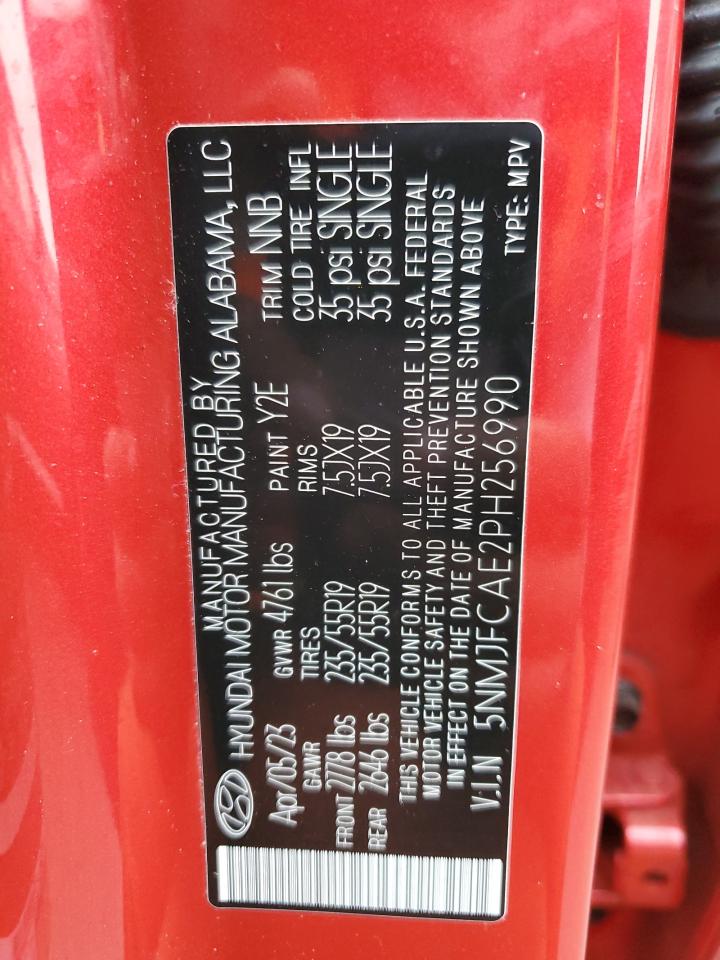 MANUFACTURED BY
HYUNDAI MOTOR MANUFACTURING ALABAMA, LLC
Apr/05/23 GVWR 4761 lbs PAINT Y2E TRIM NNB
GAWR TIRES RIMS COLD TIRE INFL
FRONT 2778 lbs 235/55R19 7.5JX19 35 psi SINGLE
REAR 2646 lbs 235/55R19 7.5JX19 35 psi SINGLE
THIS VEHICLE CONFORMS TO ALL APPLICABLE U.S.A. FEDERAL
MOTOR VEHICLE SAFETY AND THEFT PREVENTION STANDARDS
IN EFFECT ON THE DATE OF MANUFACTURE SHOWN ABOVE
V.I.N 5NMJFCAE2PH256990 TYPE: MPV